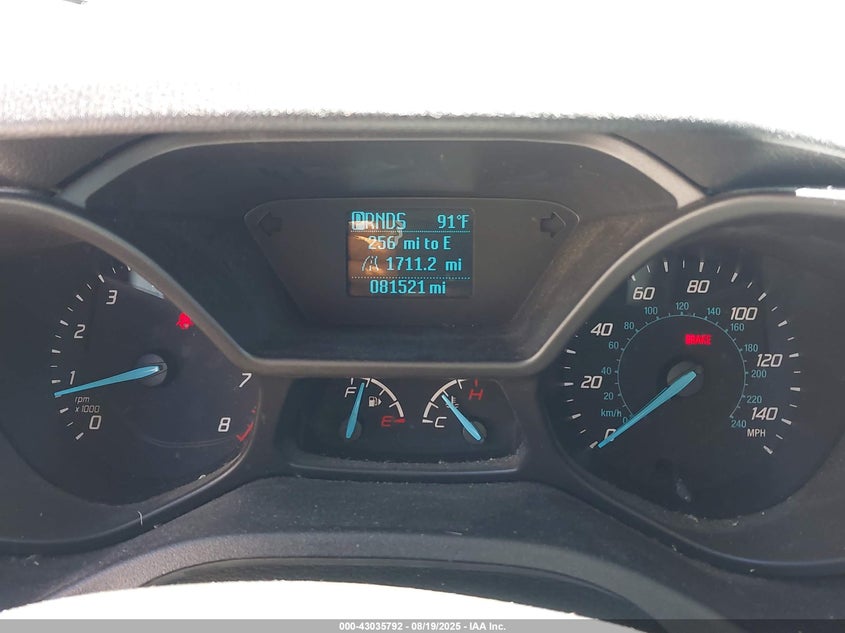 PRNDS 91°F
256 mi to E
1711.2 mi
081521 mi
3
2
1
0
7
8
rpm
x 1000
F
E
C
H
0
20
40
60
80
100
120
140
MPH
km/h
0
20
40
60
80
100
120
140
160
180
200
220
240
BRAKE
000-43035792 - 08/19/2025 - IAA Inc.